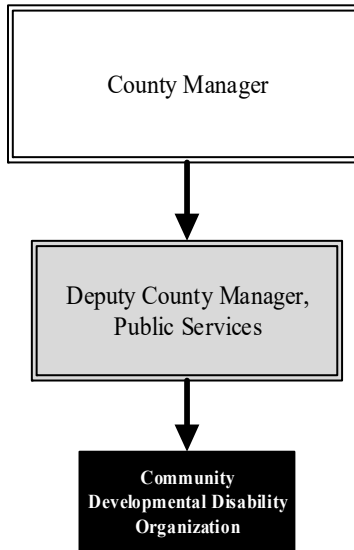 County Manager
Deputy County Manager,
Public Services
Community
Developmental Disability
Organization